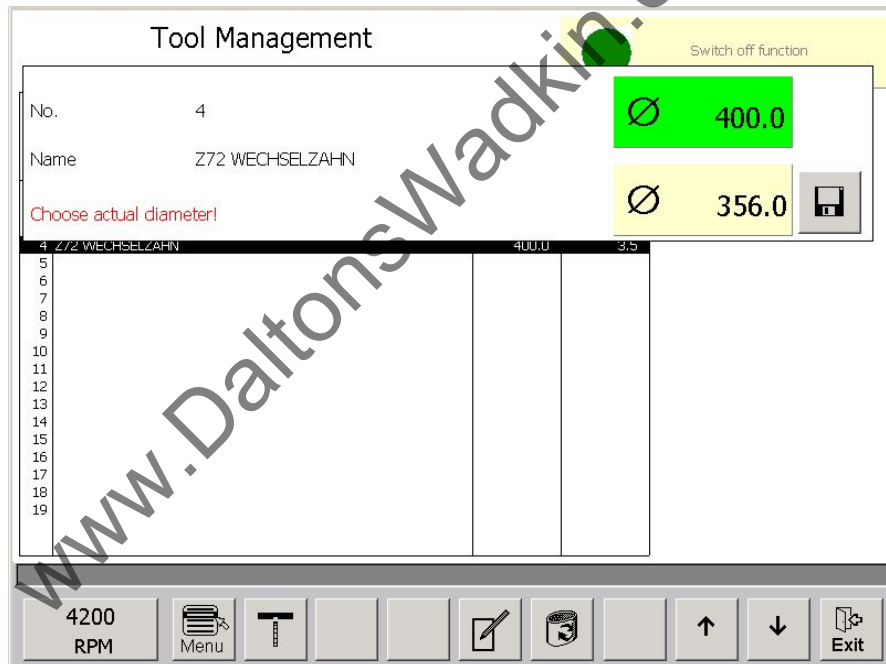 Tool Management
Switch off function
No. 4
Ø 400.0
Name Z72 WECHSELZAHN
Choose actual diameter!
Ø 356.0
4 Z72 WECHSELZAHN 400.0 3.5
5
6
7
8
9
10
11
12
13
14
15
16
17
18
19
4200
RPM
Menu
↑
↓
Exit
www.DaltonsWadkin.c